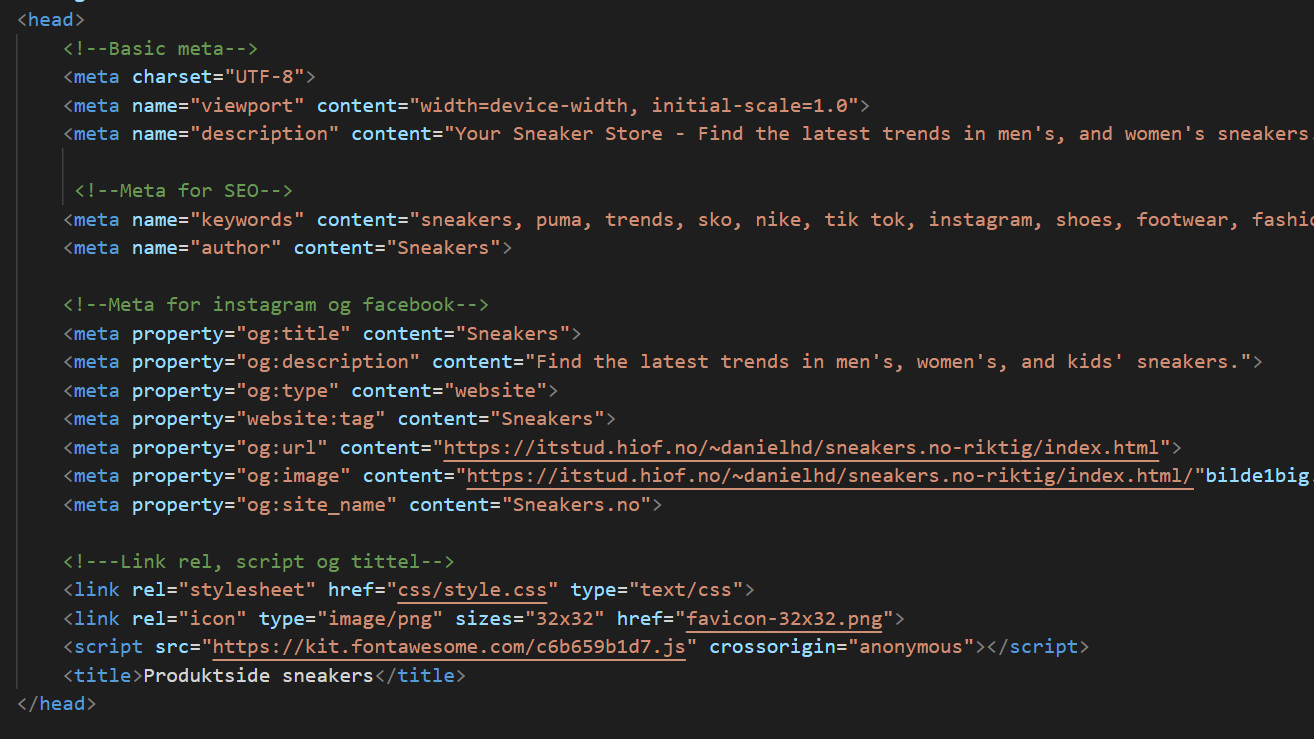 <head>
<!--Basic meta-->
<meta charset="UTF-8">
<meta name="viewport" content="width=device-width, initial-scale=1.0">
<meta name="description" content="Your Sneaker Store - Find the latest trends in men's, and women's sneakers.
<!--Meta for SEO-->
<meta name="keywords" content="sneakers, puma, trends, sko, nike, tik tok, instagram, shoes, footwear, fashio
<meta name="author" content="Sneakers">
<!--Meta for instagram og facebook-->
<meta property="og:title" content="Sneakers">
<meta property="og:description" content="Find the latest trends in men's, women's, and kids' sneakers.">
<meta property="og:type" content="website">
<meta property="website:tag" content="Sneakers">
<meta property="og:url" content="https://itstud.hiof.no/~danielhd/sneakers.no-riktig/index.html">
<meta property="og:image" content="https://itstud.hiof.no/~danielhd/sneakers.no-riktig/index.html/"bilde1big.
<meta property="og:site_name" content="Sneakers.no">
<!---Link rel, script og tittel-->
<link rel="stylesheet" href="css/style.css" type="text/css">
<link rel="icon" type="image/png" sizes="32x32" href="favicon-32x32.png">
<script src="https://kit.fontawesome.com/c6b659b1d7.js" crossorigin="anonymous"></script>
<title>Produktside sneakers</title>
</head>